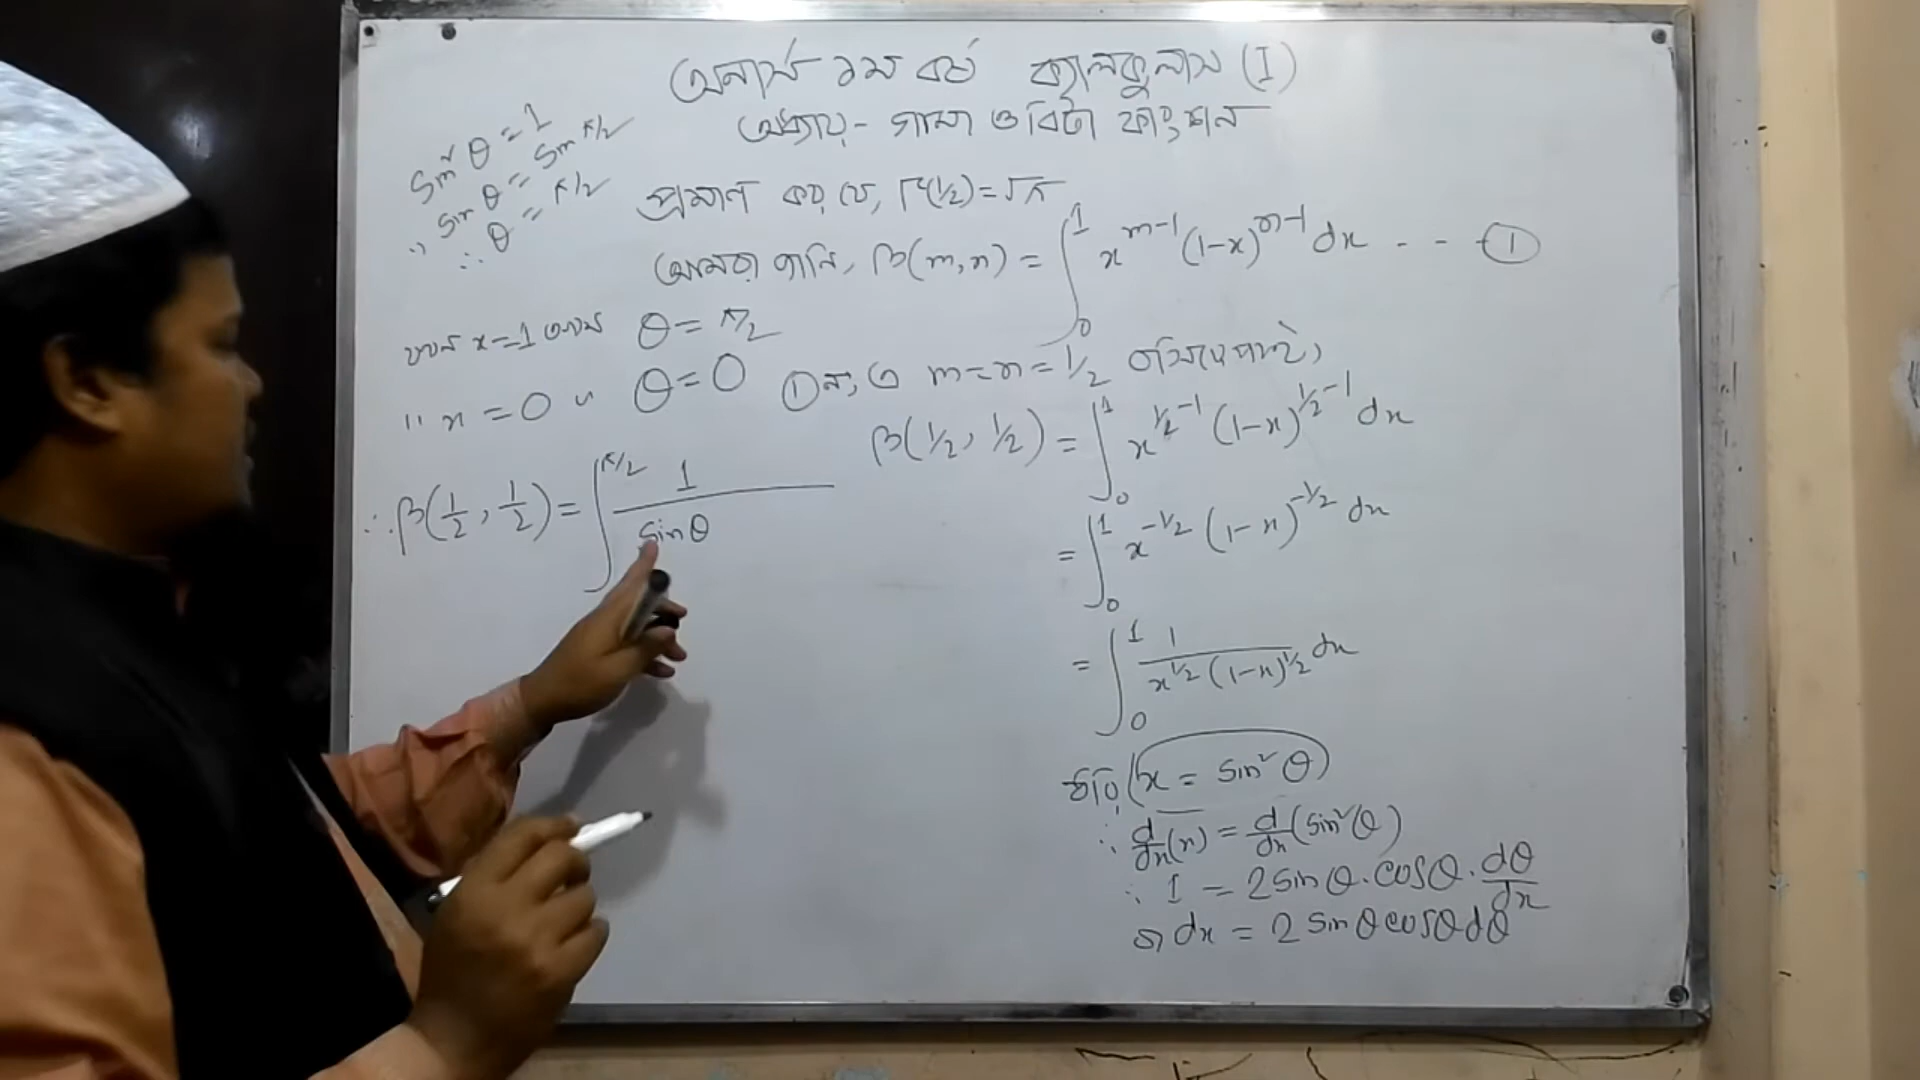 অনার্স ১ম বর্ষ ক্যালকুলাস (I)
অধ্যায় - গামা ও বিটা ফাংশন
প্রমাণ কর যে, Γ(1/2) = √π
আমরা জানি, β(m, n) = ∫₀¹ x^(m-1) (1-x)^(n-1) dx - - - ①
① নং এ m = n = 1/2 বসিয়ে পাই,
β(1/2, 1/2) = ∫₀¹ x^(1/2-1) (1-x)^(1/2-1) dx
= ∫₀¹ x^(-1/2) (1-x)^(-1/2) dx
= ∫₀¹ 1/(x^(1/2) (1-x)^(1/2)) dx
ধরি, x = sin²θ
∴ d/dx(x) = d/dx(sin²θ)
∴ 1 = 2 sinθ. cosθ. dθ/dx
বা dx = 2 sinθ cosθ dθ
sin²θ = 1
" sinθ = sin π/2
∴ θ = π/2
যখন x = 1 তখন θ = π/2
" x = 0 " θ = 0
∴ β(1/2, 1/2) = ∫^(π/2) 1/sinθ